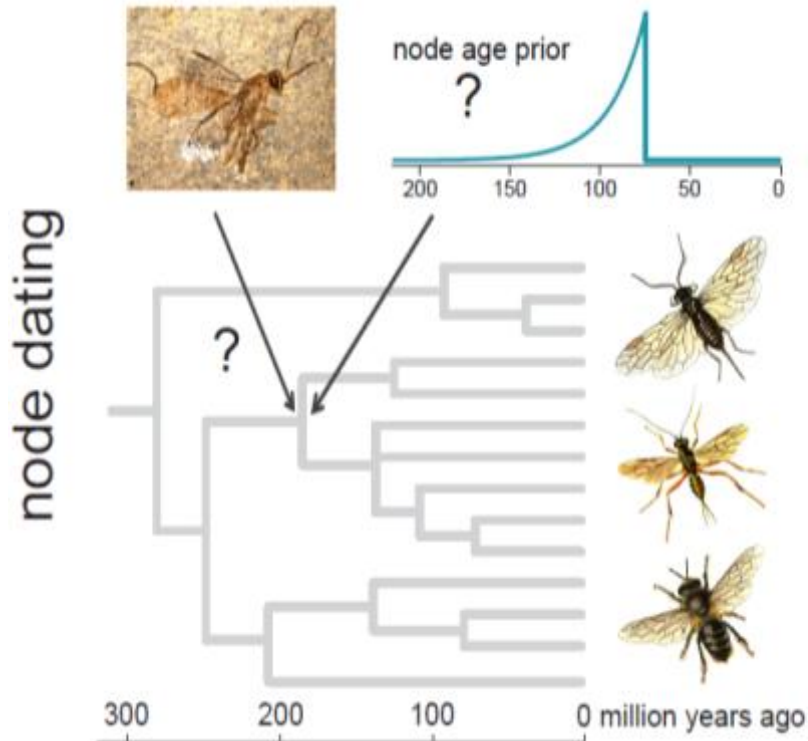 node age prior
?
200 150 100 50 0
node dating
?
300 200 100 0 million years ago